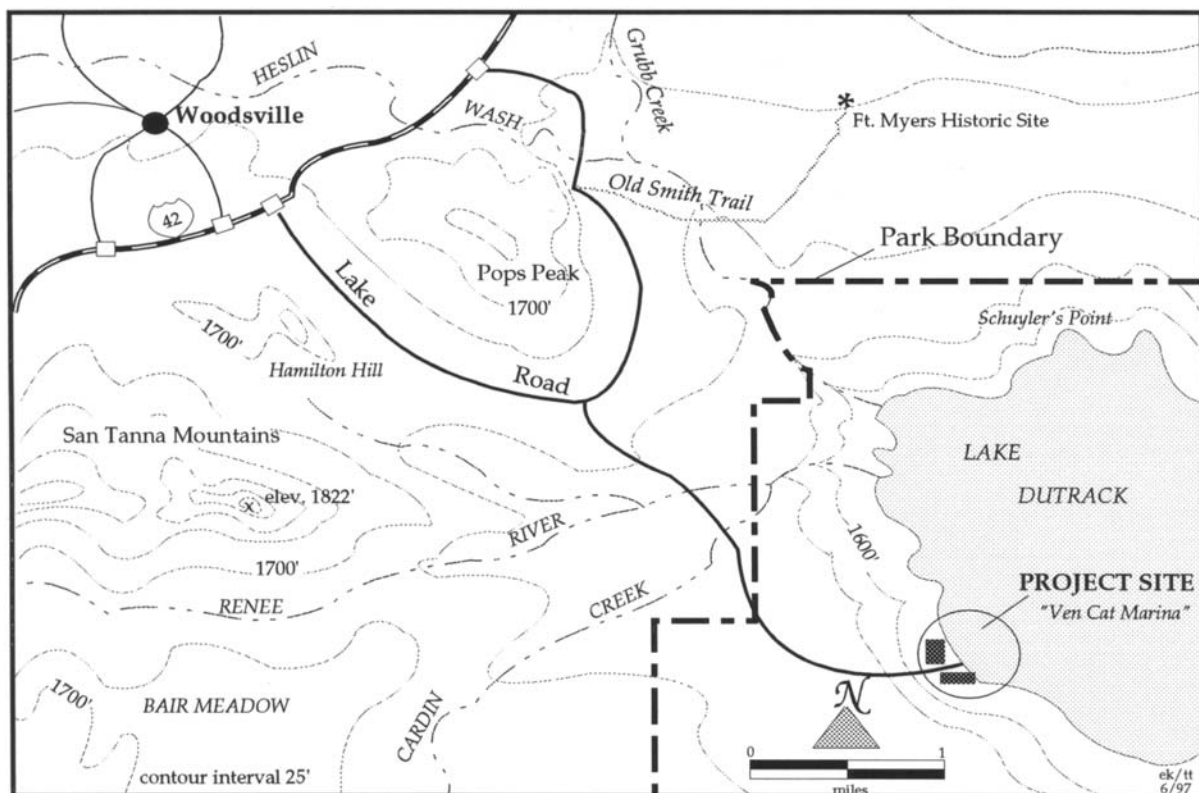 HESLIN
WASH
Grubb Creek
Woodsville
Ft. Myers Historic Site
Old Smith Trail
42
Park Boundary
Lake
Road
Pops Peak
1700'
Schuyler's Point
1700'
Hamilton Hill
San Tanna Mountains
x elev, 1822'
LAKE
DUTRACK
RIVER
1600'
1700'
RENEE
CREEK
PROJECT SITE
"Ven Cat Marina"
1700'
BAIR MEADOW
CARDIN
N
contour interval 25'
0 1
miles
ek/tt
6/97